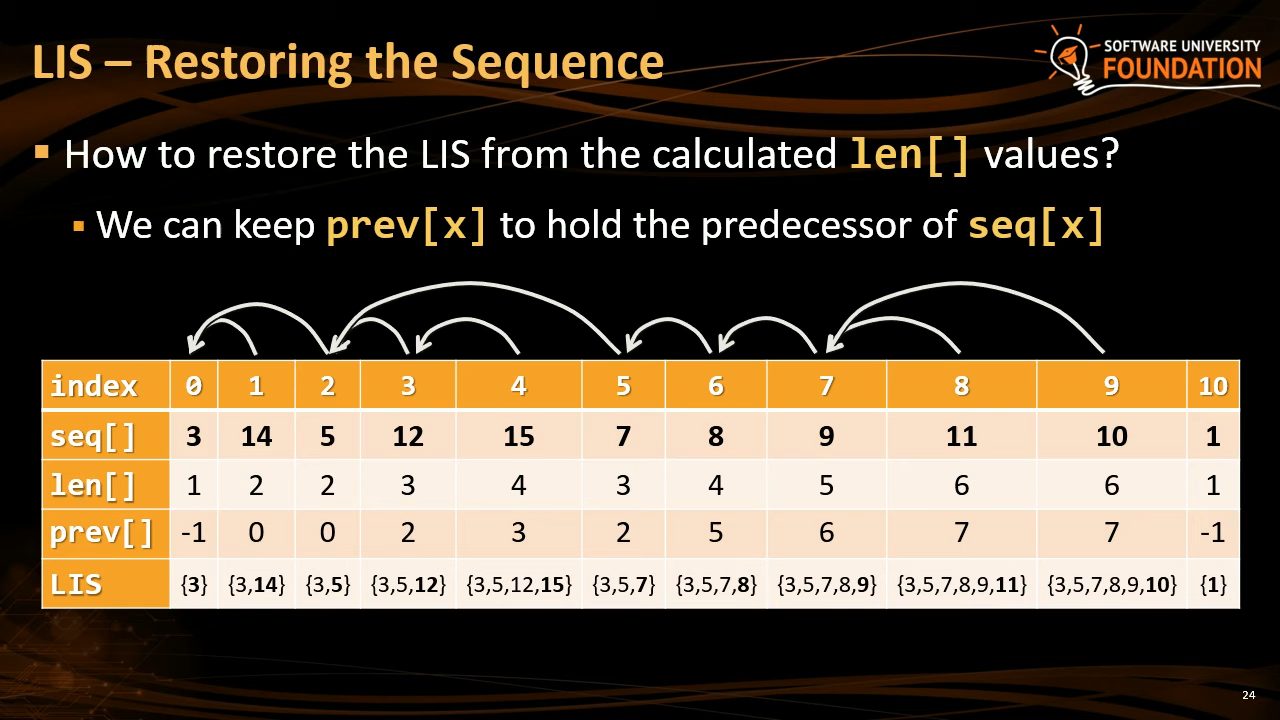 LIS – Restoring the Sequence
SOFTWARE UNIVERSITY
FOUNDATION
How to restore the LIS from the calculated len[] values?
We can keep prev[x] to hold the predecessor of seq[x]
index 0 1 2 3 4 5 6 7 8 9 10
seq[] 3 14 5 12 15 7 8 9 11 10 1
len[] 1 2 2 3 4 3 4 5 6 6 1
prev[] -1 0 0 2 3 2 5 6 7 7 -1
LIS {3} {3,14} {3,5} {3,5,12} {3,5,12,15} {3,5,7} {3,5,7,8} {3,5,7,8,9} {3,5,7,8,9,11} {3,5,7,8,9,10} {1}
24